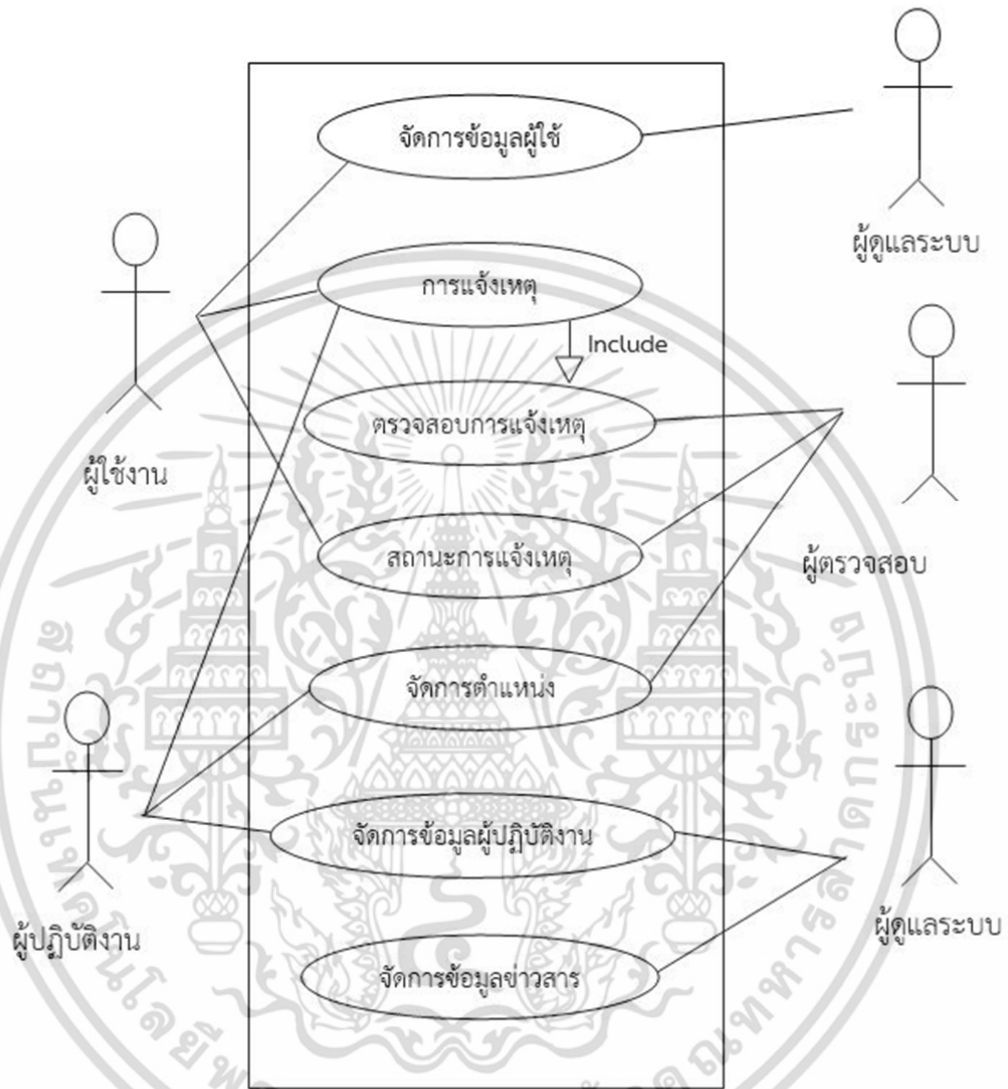 จัดการข้อมูลผู้ใช้
ผู้ดูแลระบบ
การแจ้งเหตุ
Include
ตรวจสอบการแจ้งเหตุ
ผู้ใช้งาน
สถานะการแจ้งเหตุ
ผู้ตรวจสอบ
จัดการตำแหน่ง
จัดการข้อมูลผู้ปฏิบัติงาน
ผู้ปฏิบัติงาน
ผู้ดูแลระบบ
จัดการข้อมูลข่าวสาร